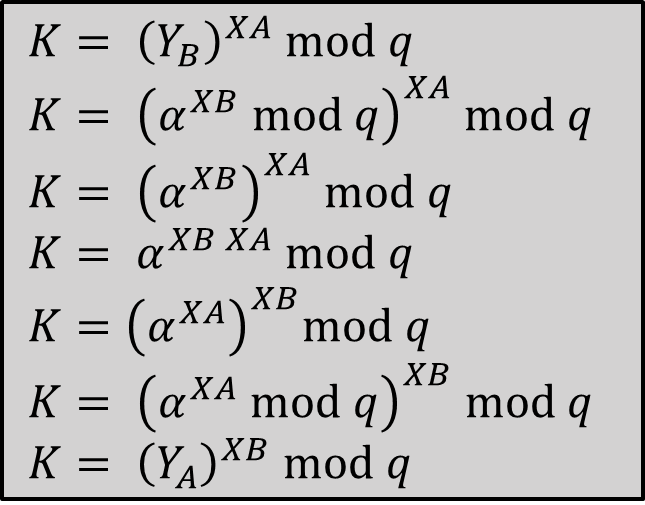 K = (Y_B)^{XA} mod q
K = (α^{XB} mod q)^{XA} mod q
K = (α^{XB})^{XA} mod q
K = α^{XB XA} mod q
K = (α^{XA})^{XB} mod q
K = (α^{XA} mod q)^{XB} mod q
K = (Y_A)^{XB} mod q